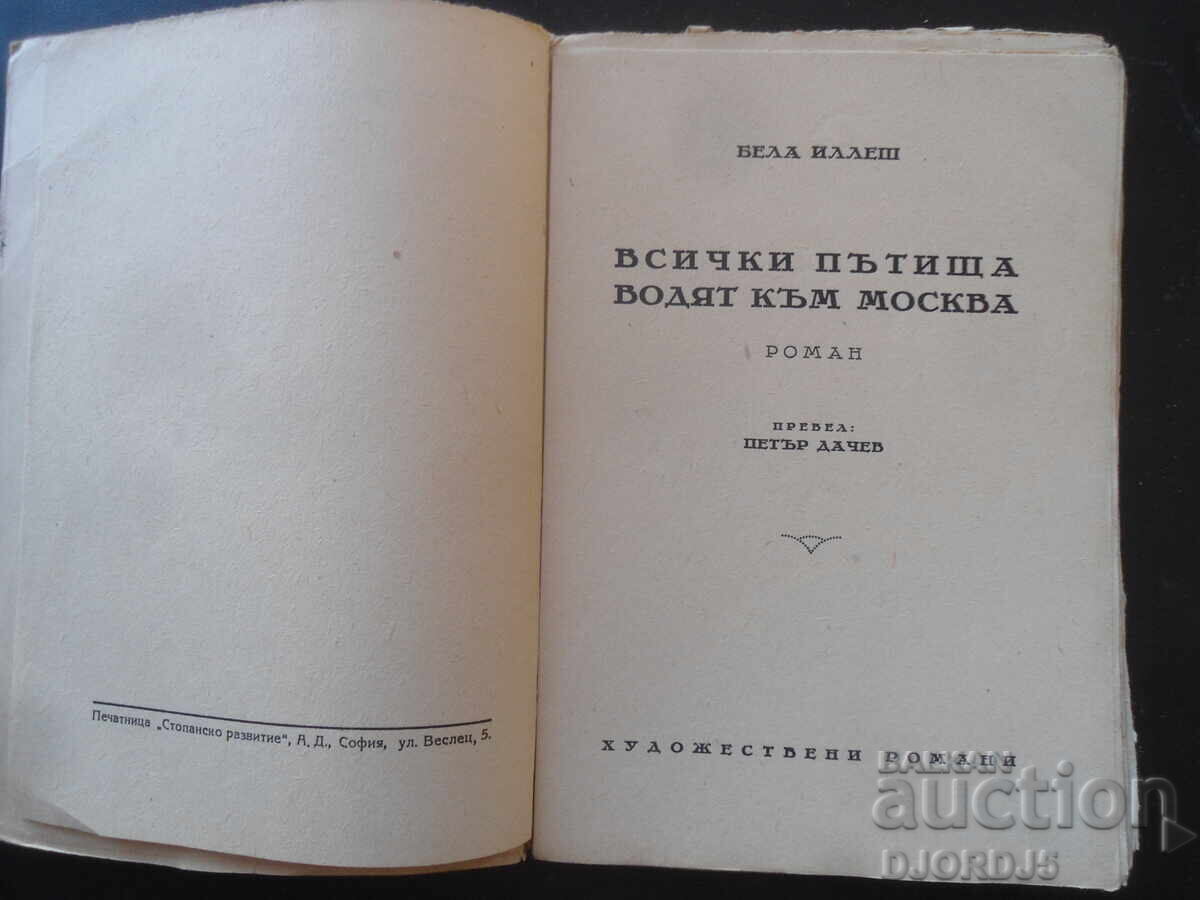 Печатница „Стопанско развитие“, А. Д., София, ул. Веслец, 5.
БЕЛА ИЛЛЕШ
ВСИЧКИ ПЪТИЩА
ВОДЯТ КЪМ МОСКВА
РОМАН
ПРЕВЕЛ:
ПЕТЪР ДАЧЕВ
ХУДОЖЕСТВЕНИ РОМАНИ
BALKAN
auction
DJORDJ5